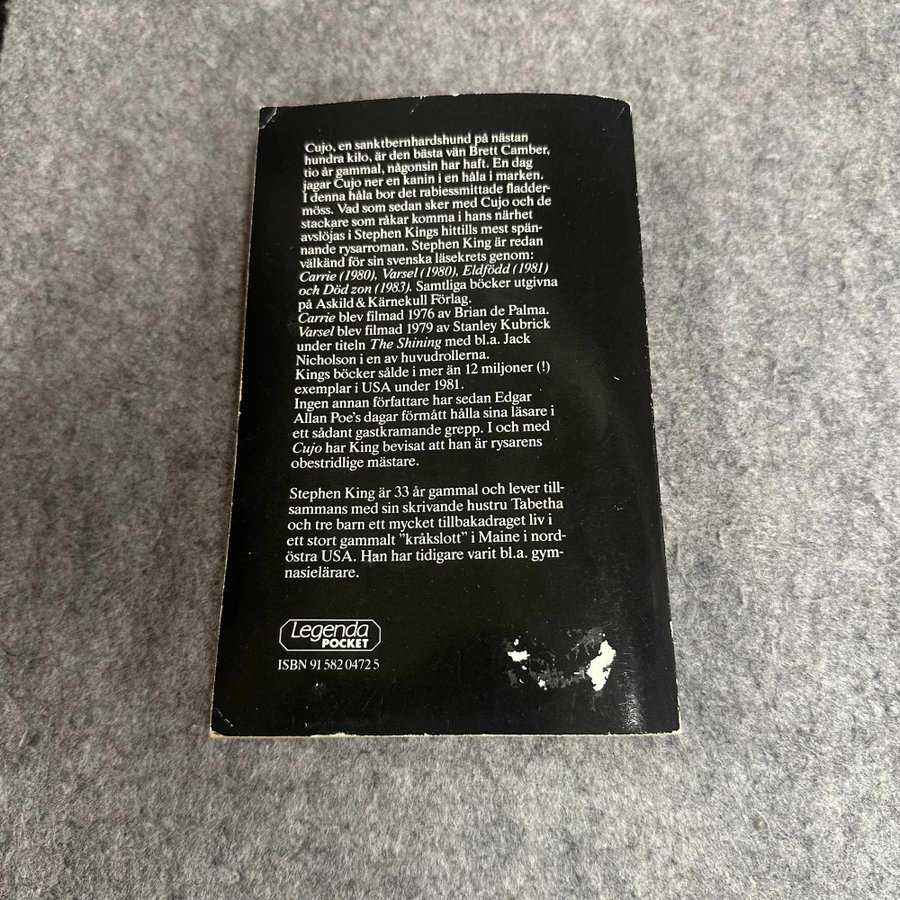 Cujo, en sanktbernhardshund på nästan
hundra kilo, är den bästa vän Brett Camber,
tio år gammal, någonsin har haft. En dag
jagar Cujo ner en kanin i en håla i marken.
I denna håla bor det rabiessmittade fladder-
möss. Vad som sedan sker med Cujo och de
stackare som råkar komma i hans närhet
avslöjas i Stephen Kings hittills mest spän-
nande rysarroman. Stephen King är redan
välkänd för sin svenska läsekrets genom:
Carrie (1980), Varsel (1980), Eldfödd (1981)
och Död zon (1983). Samtliga böcker utgivna
på Askild & Kärnekull Förlag.
Carrie blev filmad 1976 av Brian de Palma.
Varsel blev filmad 1979 av Stanley Kubrick
under titeln The Shining med bl.a. Jack
Nicholson i en av huvudrollerna.
Kings böcker sålde i mer än 12 miljoner (!)
exemplar i USA under 1981.
Ingen annan författare har sedan Edgar
Allan Poe's dagar förmått hålla sina läsare i
ett sådant gastkramande grepp. I och med
Cujo har King bevisat att han är rysarens
obestridlige mästare.
Stephen King är 33 år gammal och lever till-
sammans med sin skrivande hustru Tabetha
och tre barn ett mycket tillbakadraget liv i
ett stort gammalt "kråkslott" i Maine i nord-
östra USA. Han har tidigare varit bl.a. gym-
nasielärare.
Legenda
POCKET
ISBN 91 582 0472 5